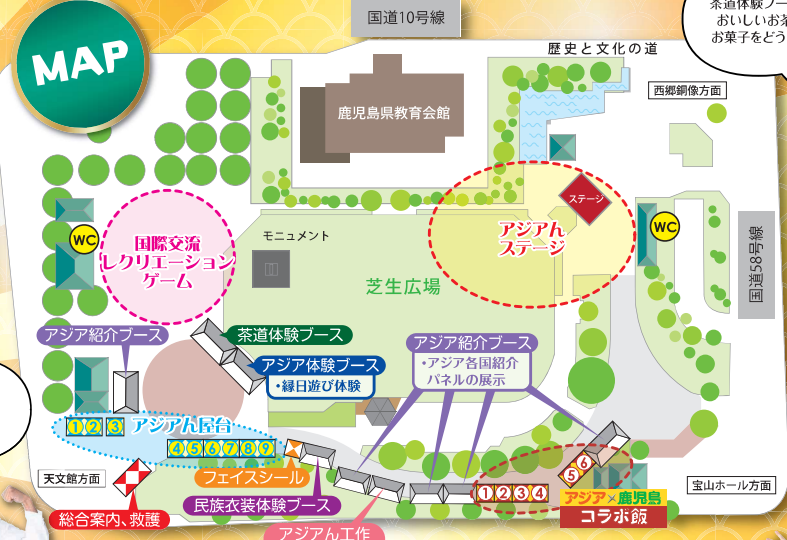 国道10号線
茶道体験ブー
おいしいお茶
お菓子をどう
MAP
歴史と文化の道
西郷銅像方面
鹿児島県教育会館
ステージ
WC
国際交流
レクリエーション
ゲーム
モニュメント
アジアん
ステージ
WC
国道58号線
芝生広場
アジア紹介ブース
茶道体験ブース
アジア体験ブース
・縁日遊び体験
アジア紹介ブース
・アジア各国紹介
パネルの展示
アジアん屋台
1 2 3
4 5 6 7 8 9
フェイスシール
民族衣装体験ブース
アジアん工作
天文館方面
総合案内、救護
1 2 3 4
5 6
アジア×鹿児島
コラボ飯
宝山ホール方面